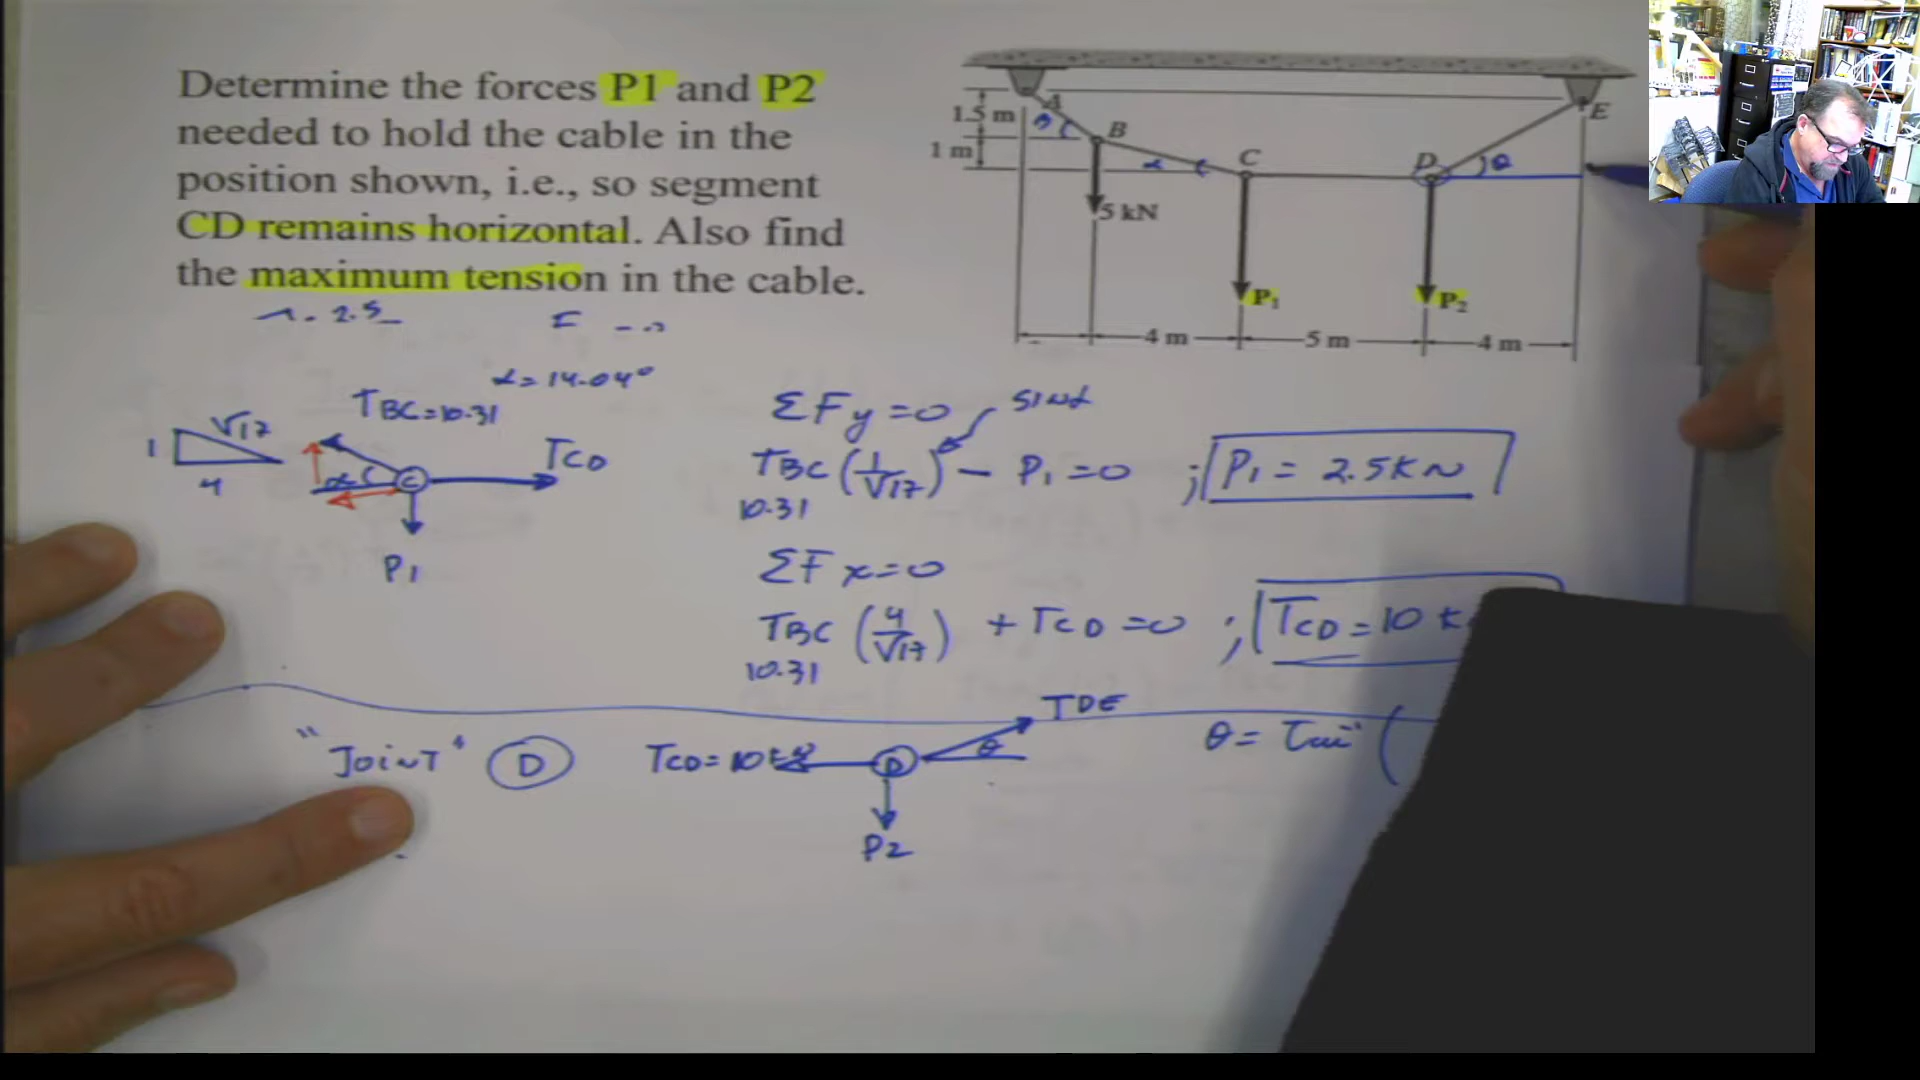 Determine the forces P1 and P2
needed to hold the cable in the
position shown, i.e., so segment
CD remains horizontal. Also find
the maximum tension in the cable.
A
B
C
D
E
1.5 m
1 m
θ
α
θ
5 kN
P₁
P₂
4 m
5 m
4 m
α = 14.04°
TBC = 10.31
TCD
√17
1
4
α
C
P1
ΣFy = 0
sin α
TBC (1/√17) - P1 = 0 ; P1 = 2.5 KN
10.31
ΣFx = 0
TBC (4/√17) + TCD = 0 ; TCD = 10 K
10.31
"JOINT" D
TCD = 10
D
θ
TDE
P2
θ = Tan⁻¹ (